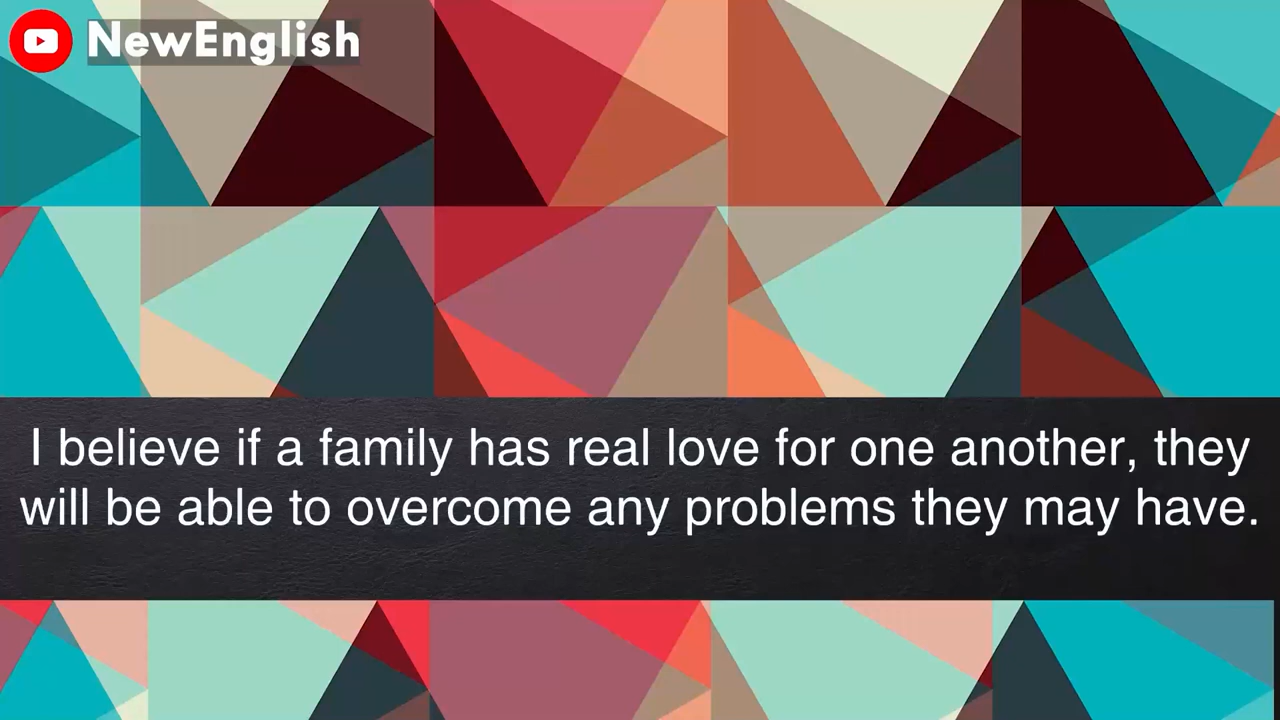 NewEnglish
I believe if a family has real love for one another, they
will be able to overcome any problems they may have.